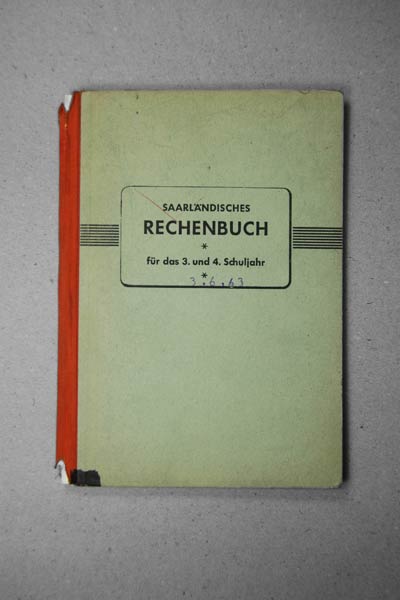 SAARLÄNDISCHES
RECHENBUCH
*
für das 3. und 4. Schuljahr
*
3.6.63